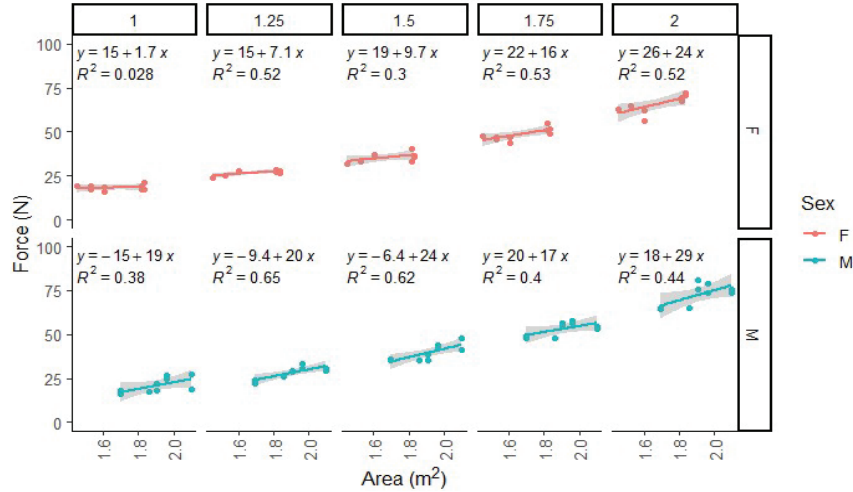 1 1.25 1.5 1.75 2
100 y = 15 + 1.7 x y = 15 + 7.1 x y = 19 + 9.7 x y = 22 + 16 x y = 26 + 24 x
R² = 0.028 R² = 0.52 R² = 0.3 R² = 0.53 R² = 0.52
75
50
25
0
F
Force (N)
100 y = − 15 + 19 x y = − 9.4 + 20 x y = − 6.4 + 24 x y = 20 + 17 x y = 18 + 29 x
R² = 0.38 R² = 0.65 R² = 0.62 R² = 0.4 R² = 0.44
75
50
25
0
M
1.6 1.8 2.0 1.6 1.8 2.0 1.6 1.8 2.0 1.6 1.8 2.0 1.6 1.8 2.0
Area (m²)
Sex
F
M